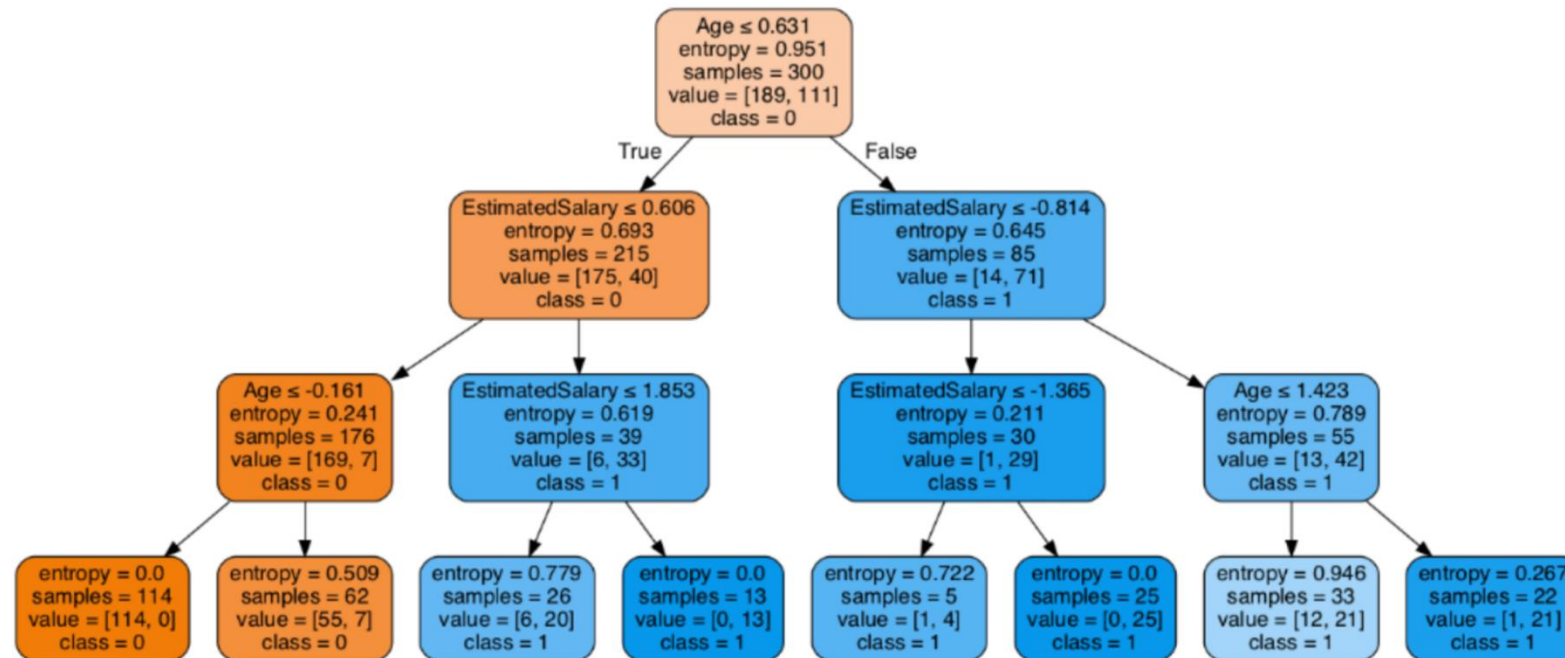 Age ≤ 0.631
entropy = 0.951
samples = 300
value = [189, 111]
class = 0
True
False
EstimatedSalary ≤ 0.606
entropy = 0.693
samples = 215
value = [175, 40]
class = 0
EstimatedSalary ≤ -0.814
entropy = 0.645
samples = 85
value = [14, 71]
class = 1
Age ≤ -0.161
entropy = 0.241
samples = 176
value = [169, 7]
class = 0
EstimatedSalary ≤ 1.853
entropy = 0.619
samples = 39
value = [6, 33]
class = 1
EstimatedSalary ≤ -1.365
entropy = 0.211
samples = 30
value = [1, 29]
class = 1
Age ≤ 1.423
entropy = 0.789
samples = 55
value = [13, 42]
class = 1
entropy = 0.0
samples = 114
value = [114, 0]
class = 0
entropy = 0.509
samples = 62
value = [55, 7]
class = 0
entropy = 0.779
samples = 26
value = [6, 20]
class = 1
entropy = 0.0
samples = 13
value = [0, 13]
class = 1
entropy = 0.722
samples = 5
value = [1, 4]
class = 1
entropy = 0.0
samples = 25
value = [0, 25]
class = 1
entropy = 0.946
samples = 33
value = [12, 21]
class = 1
entropy = 0.267
samples = 22
value = [1, 21]
class = 1